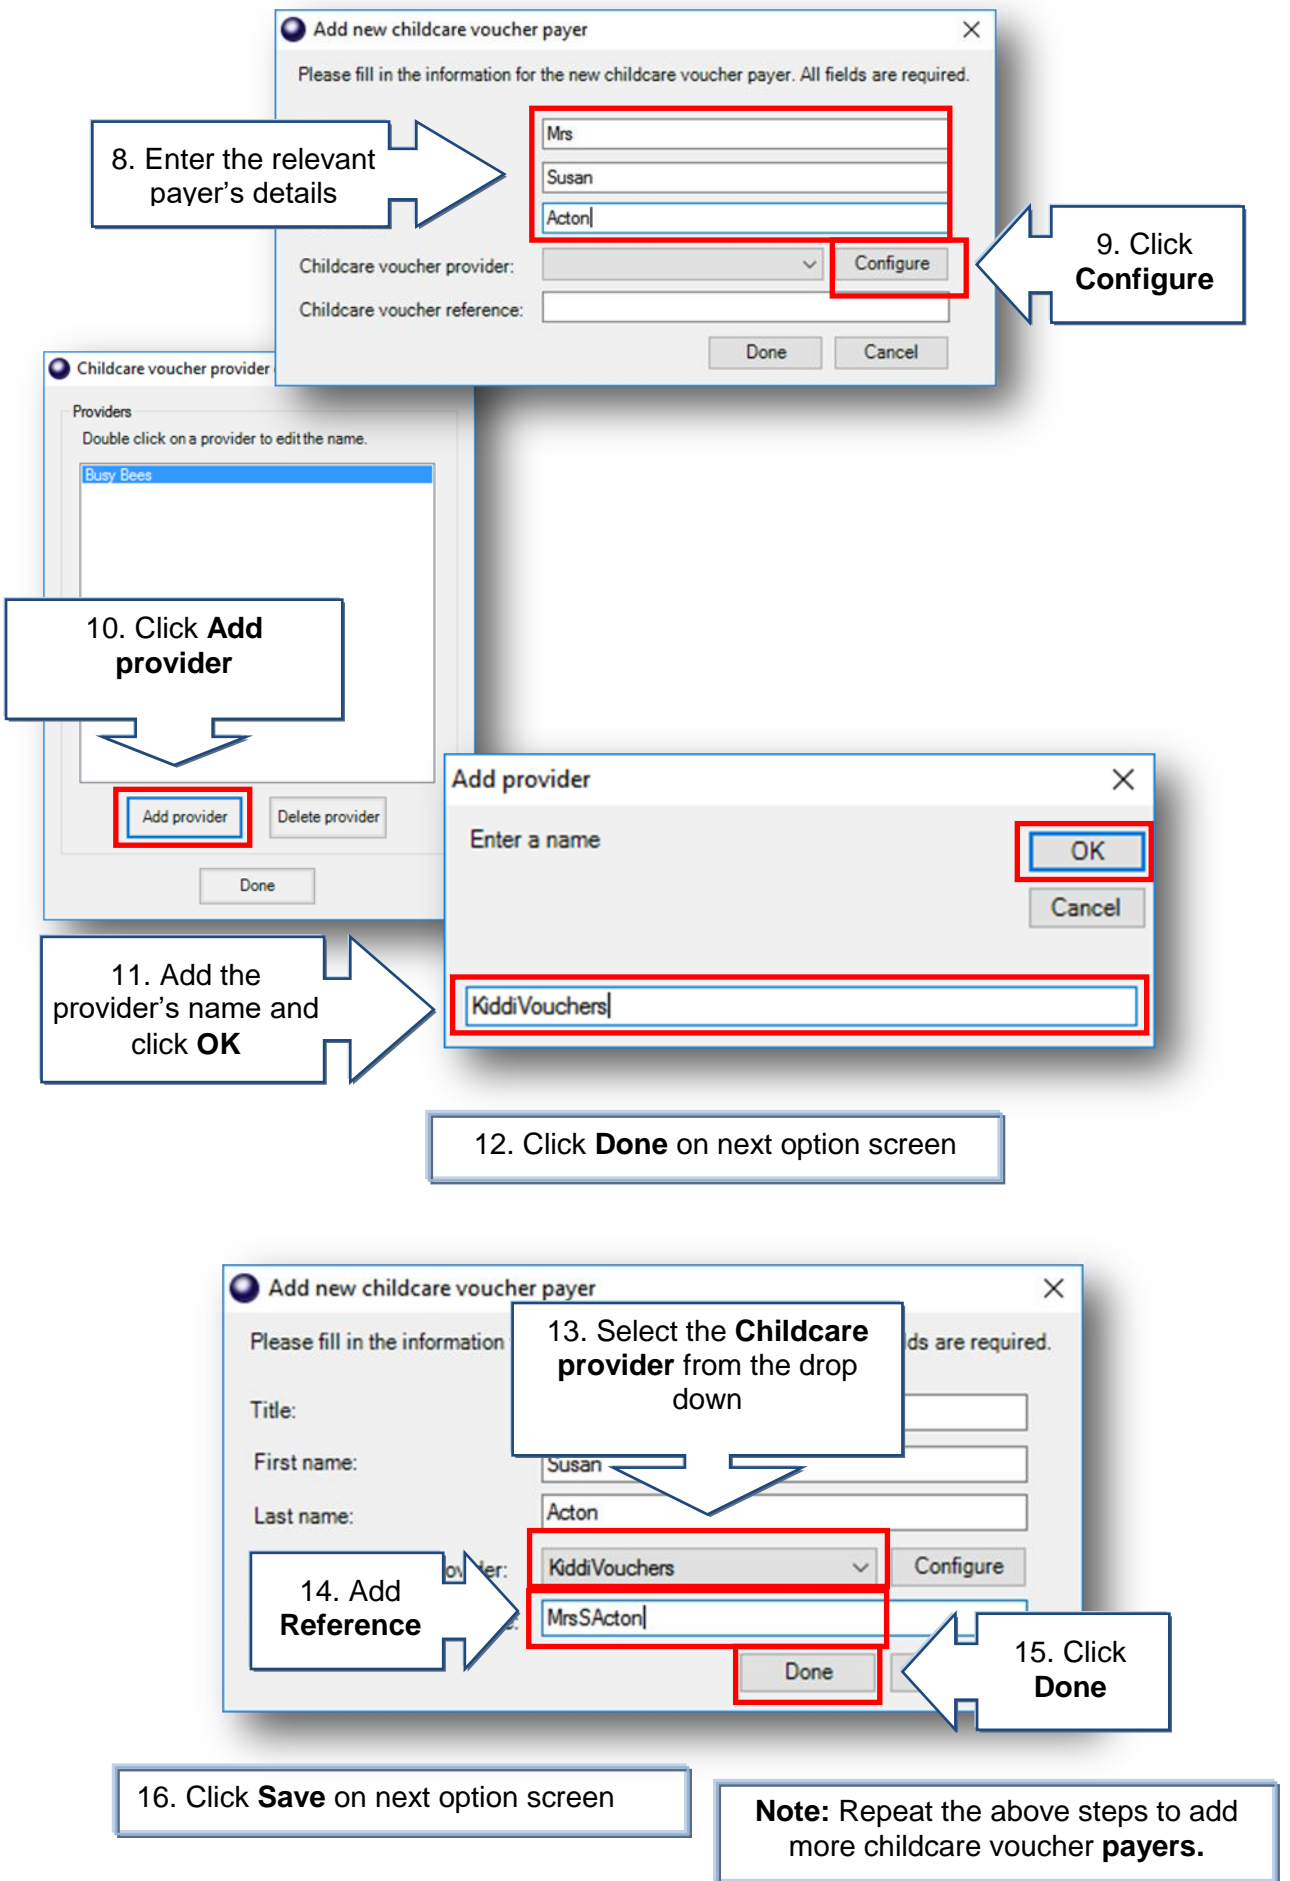 Add new childcare voucher payer
Please fill in the information for the new childcare voucher payer. All fields are required.
8. Enter the relevant
payer's details
Mrs
Susan
Acton
Childcare voucher provider:
Configure
9. Click
Configure
Childcare voucher reference:
Done
Cancel
Childcare voucher provider
Providers
Double click on a provider to edit the name.
Busy Bees
10. Click Add
provider
Add provider
Delete provider
Done
Add provider
Enter a name
OK
Cancel
KiddiVouchers
11. Add the
provider's name and
click OK
12. Click Done on next option screen
Add new childcare voucher payer
Please fill in the information
ds are required.
13. Select the Childcare
provider from the drop
down
Title:
First name:
Susan
Last name:
Acton
KiddiVouchers
Configure
14. Add
Reference
MrsSActon
Done
15. Click
Done
16. Click Save on next option screen
Note: Repeat the above steps to add
more childcare voucher payers.